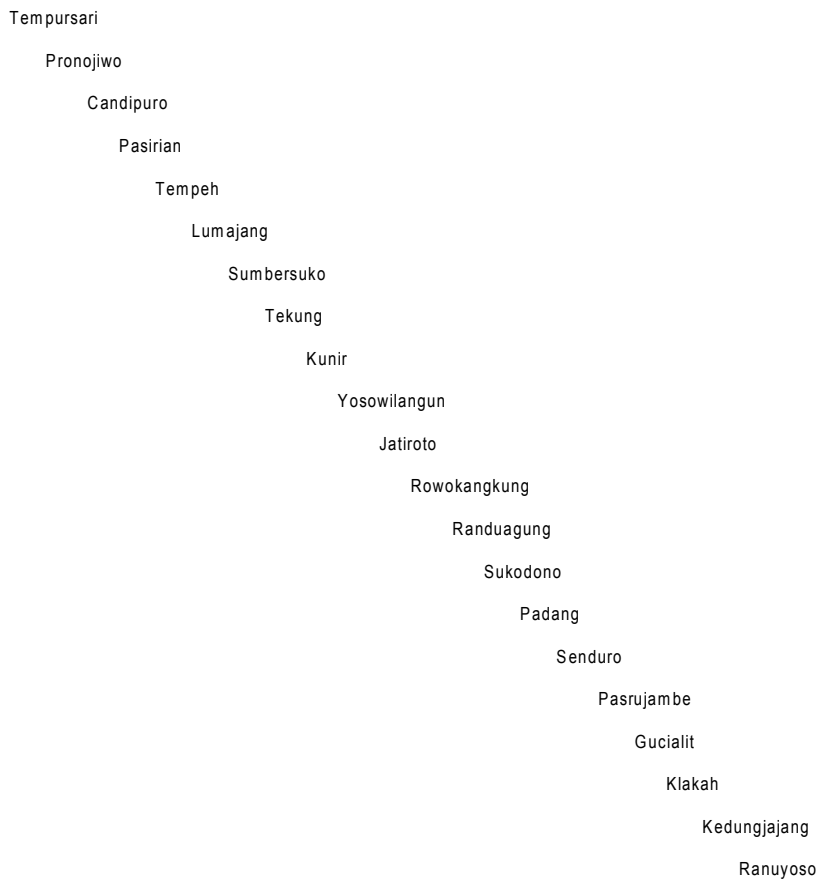 Tempursari
Pronojiwo
Candipuro
Pasirian
Tempeh
Lumajang
Sumbersuko
Tekung
Kunir
Yosowilangun
Jatiroto
Rowokangkung
Randuagung
Sukodono
Padang
Senduro
Pasrujambe
Gucialit
Klakah
Kedungjajang
Ranuyoso